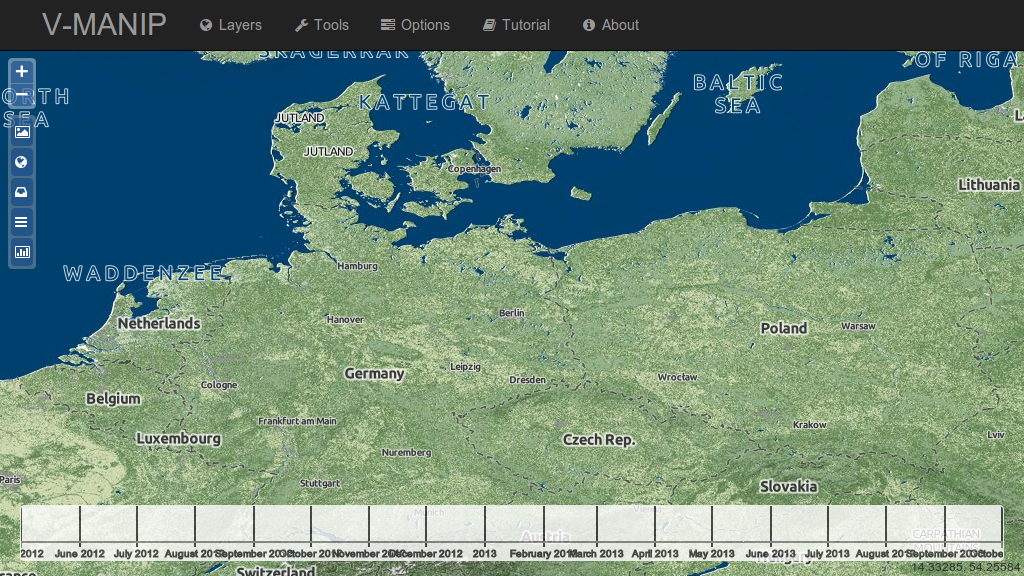 V-MANIP Layers Tools Options Tutorial About
SKAGERRAK
OF RIGA
BALTIC
SEA
ORTH
SEA
KATTEGAT
JUTLAND
JUTLAND
Copenhagen
Lithuania
WADDENZEE
Hamburg
Netherlands
Hanover
Berlin
Poland
Warsaw
Germany
Leipzig
Dresden
Wrocław
Cologne
Belgium
Frankfurt am Main
Luxembourg
Nuremberg
Czech Rep.
Krakow
Lviv
Paris
Stuttgart
Slovakia
Munich
Vienna
Austria
CARPATHIAN
2012 June 2012 July 2012 August 2012 September 2012 October 2012 November 2012 December 2012 2013 February 2013 March 2013 April 2013 May 2013 June 2013 July 2013 August 2013 September 2013 Octobe
Hungary
Switzerland
14.33285, 54.25584